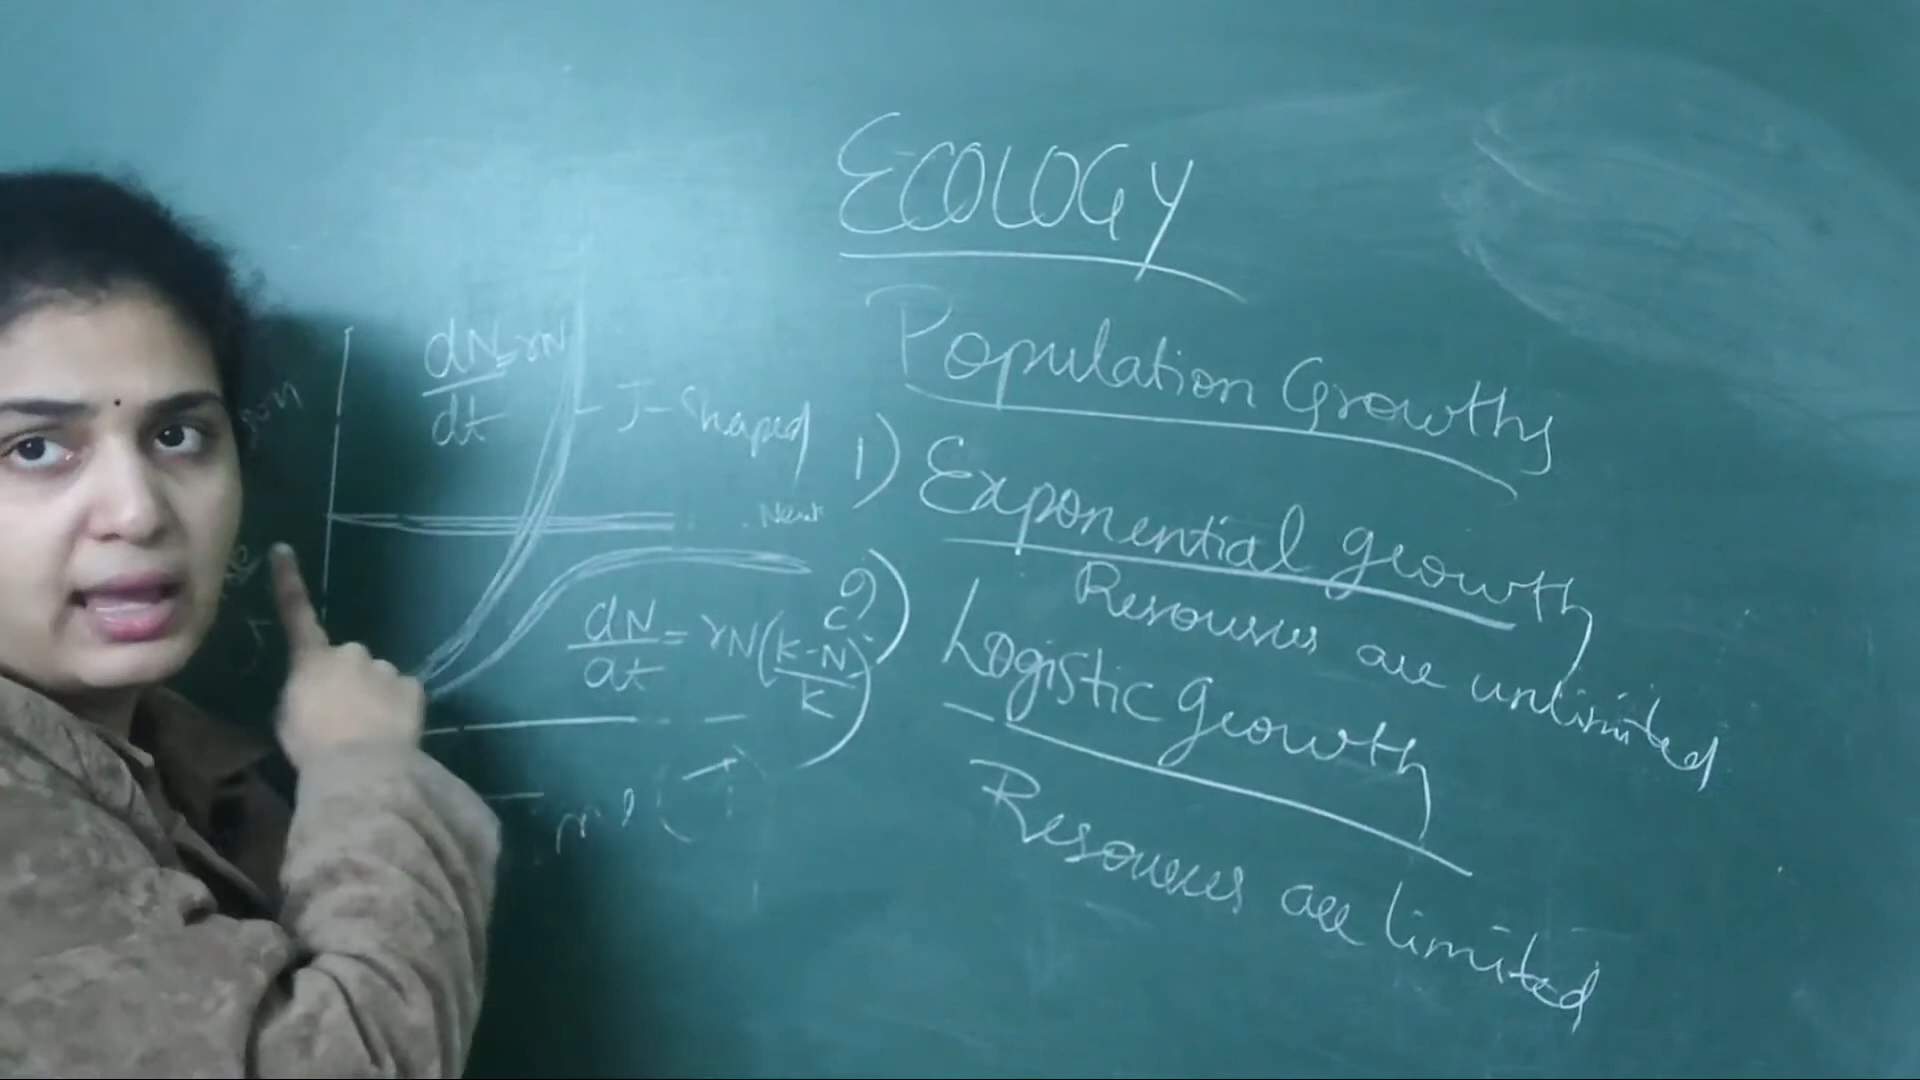 ECOLOGY
Population Growths
1) Exponential growth
Resources are unlimited
2) Logistic growth
Resources are limited
dN/dt = rN
J-Shaped
dN/dt = rN(K-N/K)